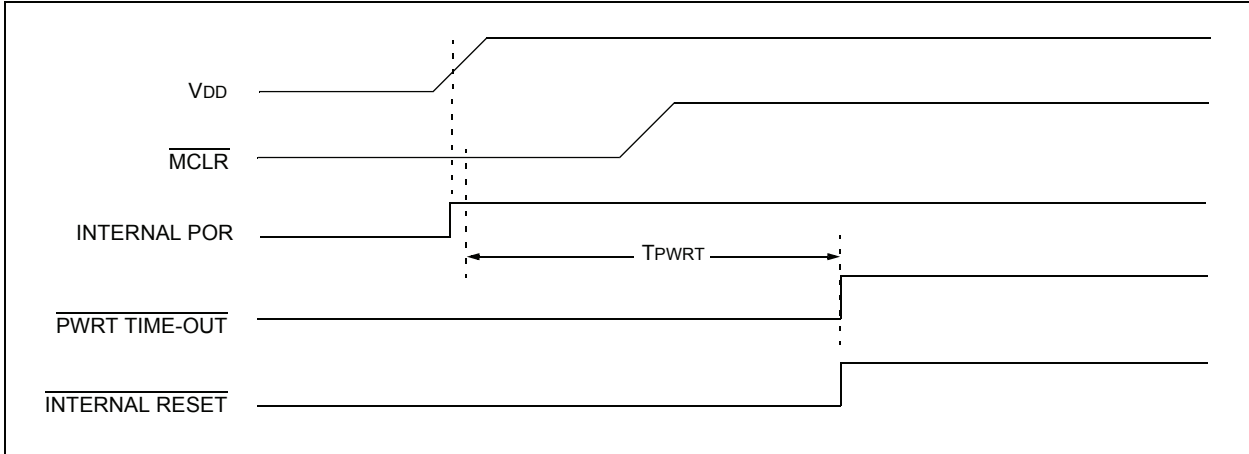 VDD
MCLR
INTERNAL POR
TPWRT
PWRT TIME-OUT
INTERNAL RESET